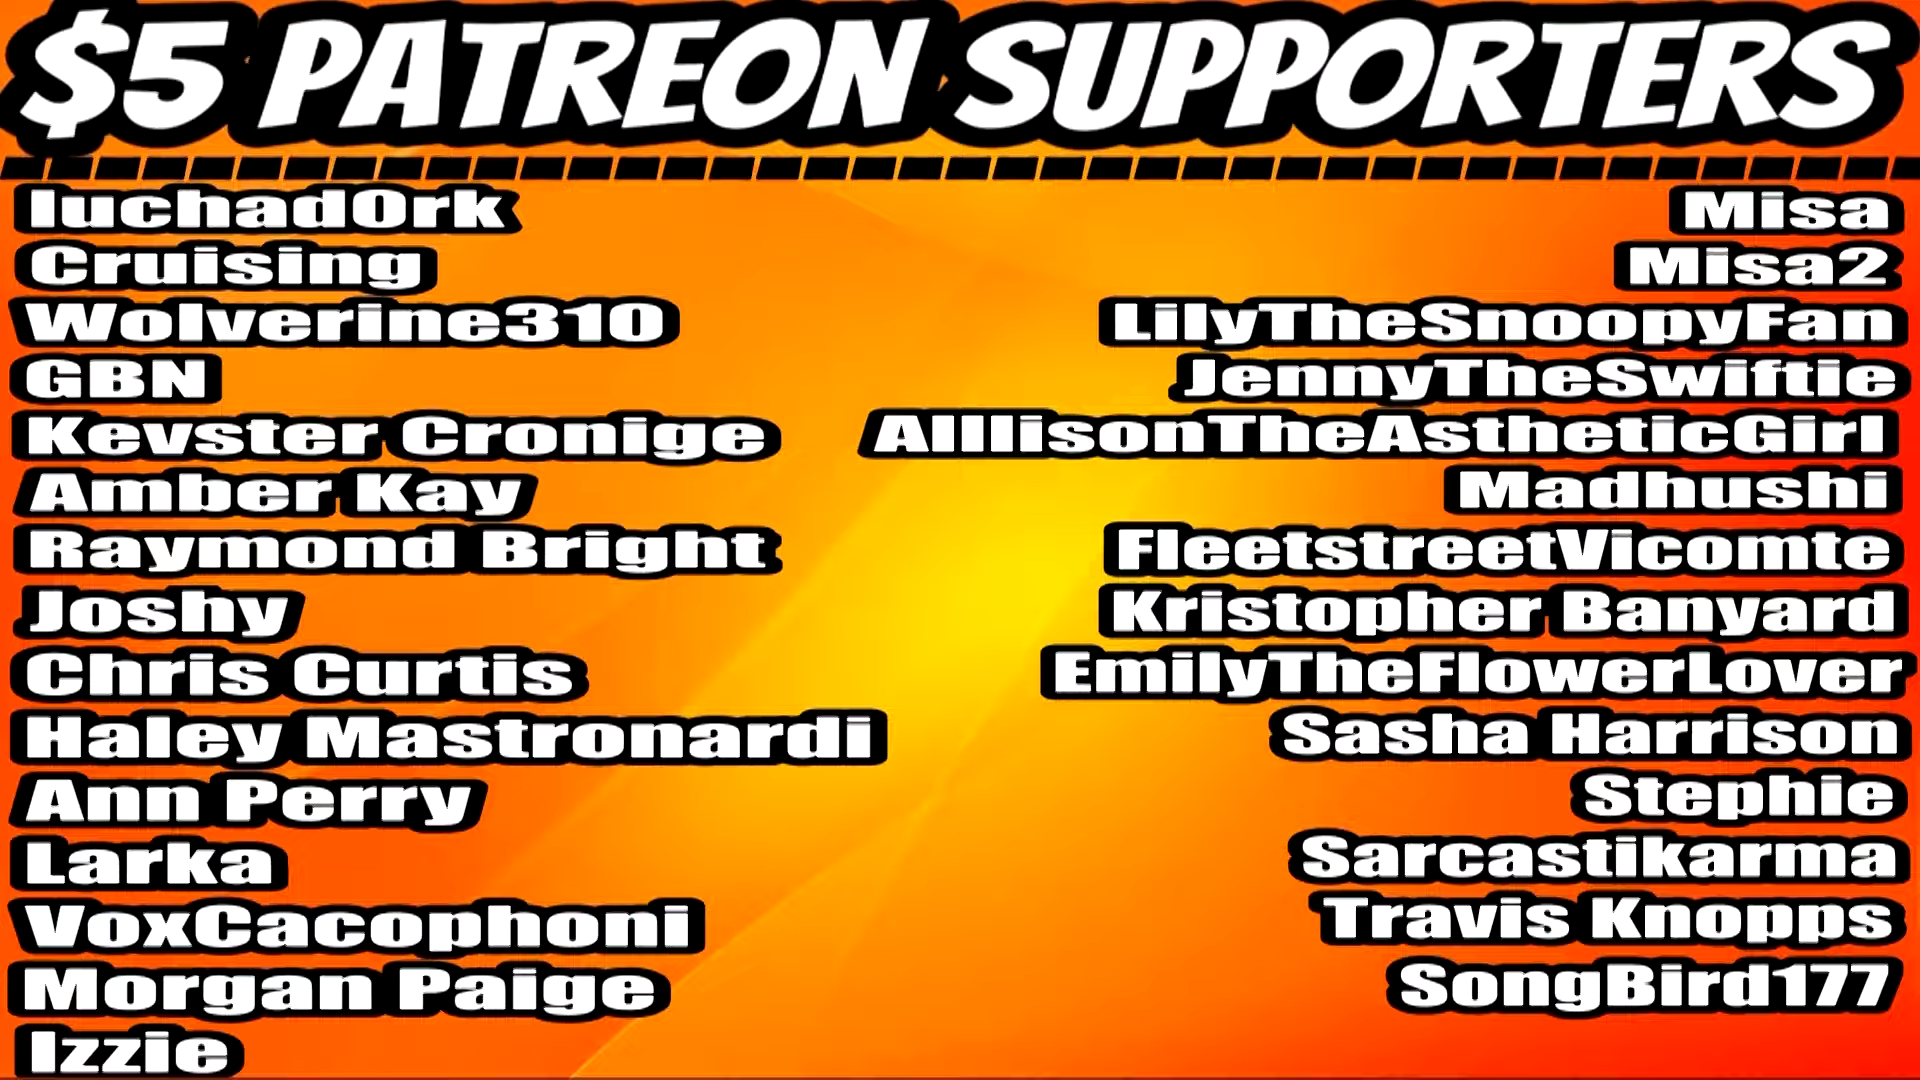 $5 PATREON SUPPORTERS
luchad0rk
Cruising
Wolverine310
GBN
Kevster Cronige
Amber Kay
Raymond Bright
Joshy
Chris Curtis
Haley Mastronardi
Ann Perry
Larka
VoxCacophoni
Morgan Paige
Izzie
Misa
Misa2
LilyTheSnoopyFan
JennyTheSwiftie
AlllisonTheAstheticGirl
Madhushi
FleetstreetVicomte
Kristopher Banyard
EmilyTheFlowerLover
Sasha Harrison
Stephie
Sarcastikarma
Travis Knopps
SongBird177